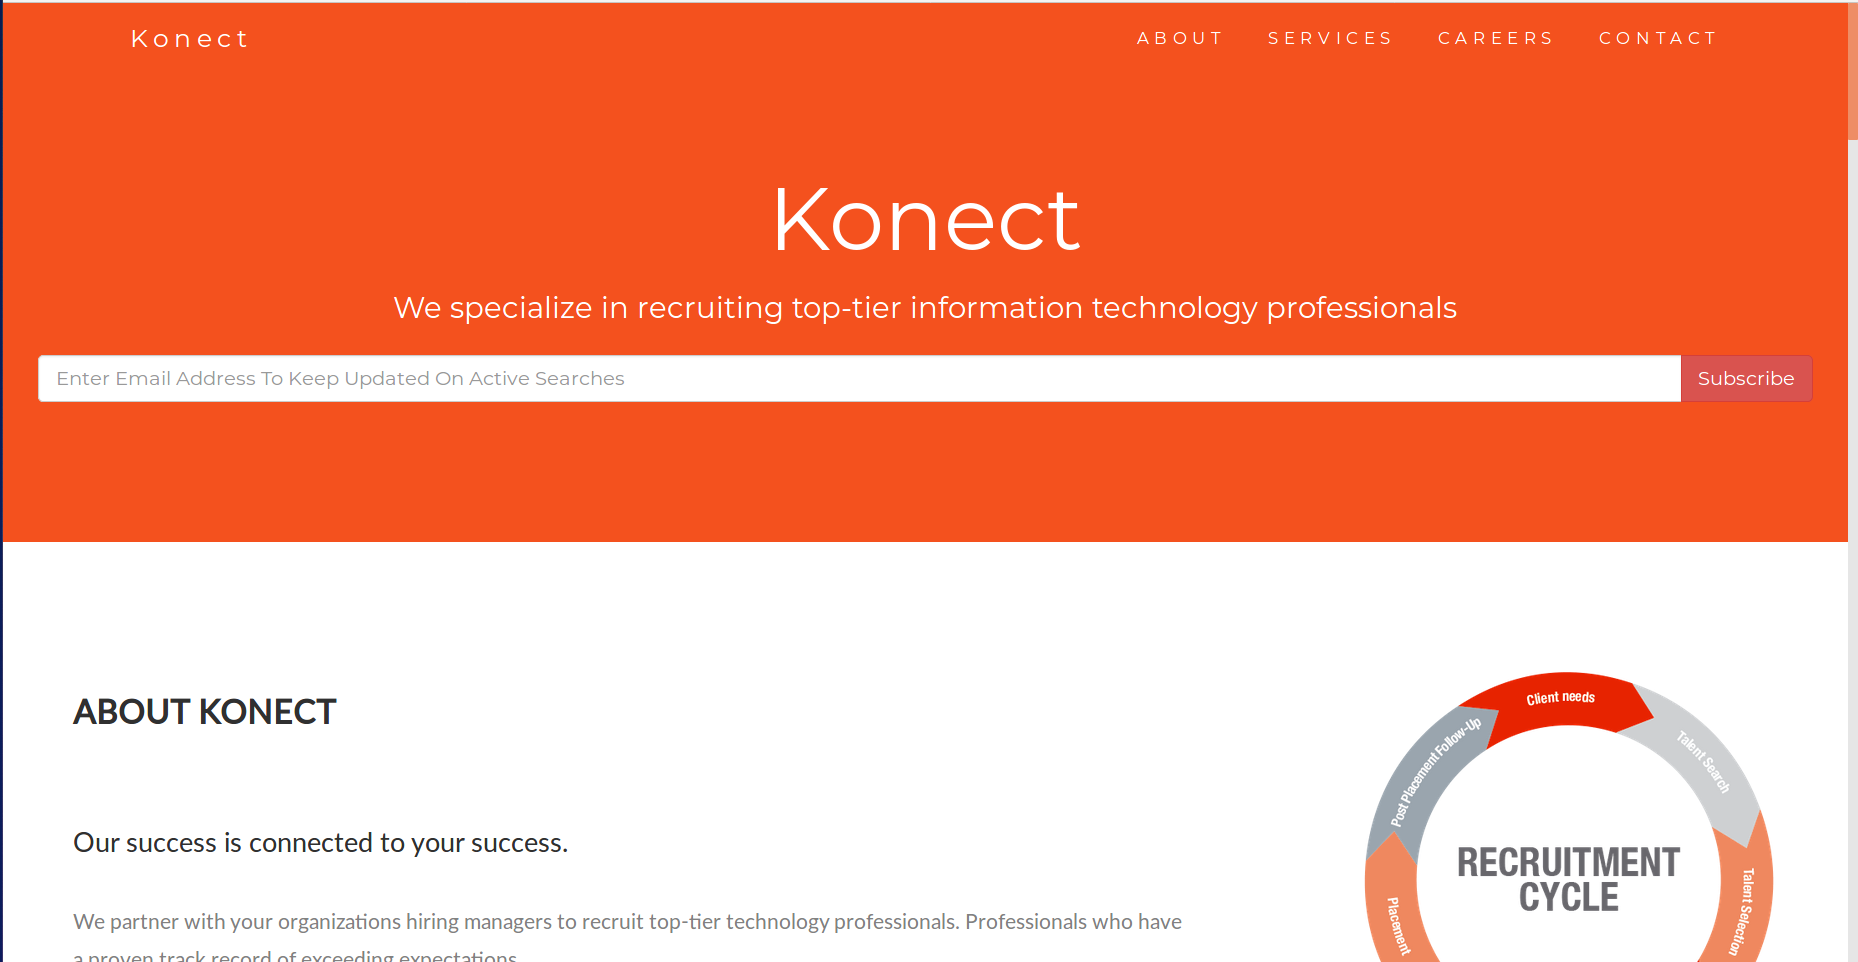 Konect
ABOUT SERVICES CAREERS CONTACT
Konect
We specialize in recruiting top-tier information technology professionals
Enter Email Address To Keep Updated On Active Searches
Subscribe
ABOUT KONECT
Our success is connected to your success.
We partner with your organizations hiring managers to recruit top-tier technology professionals. Professionals who have
a proven track record of exceeding expectations.
Client needs
Talent Search
Talent Selection
Placement
Post Placement Follow-Up
RECRUITMENT
CYCLE